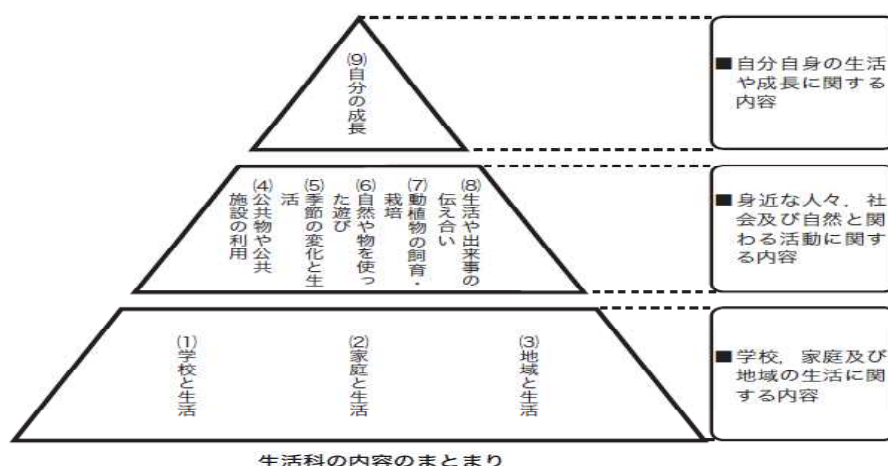 (9)自分の成長
■自分自身の生活
や成長に関する
内容
(8)生活や出来事の
伝え合い
(7)動植物の飼育・
栽培
(6)自然や物を使っ
た遊び
(5)季節の変化と生
活
(4)公共物や公共
施設の利用
■身近な人々，社
会及び自然と関
わる活動に関す
る内容
(1)学校と生活
(2)家庭と生活
(3)地域と生活
■学校，家庭及び
地域の生活に関
する内容
生活科の内容のまとまり